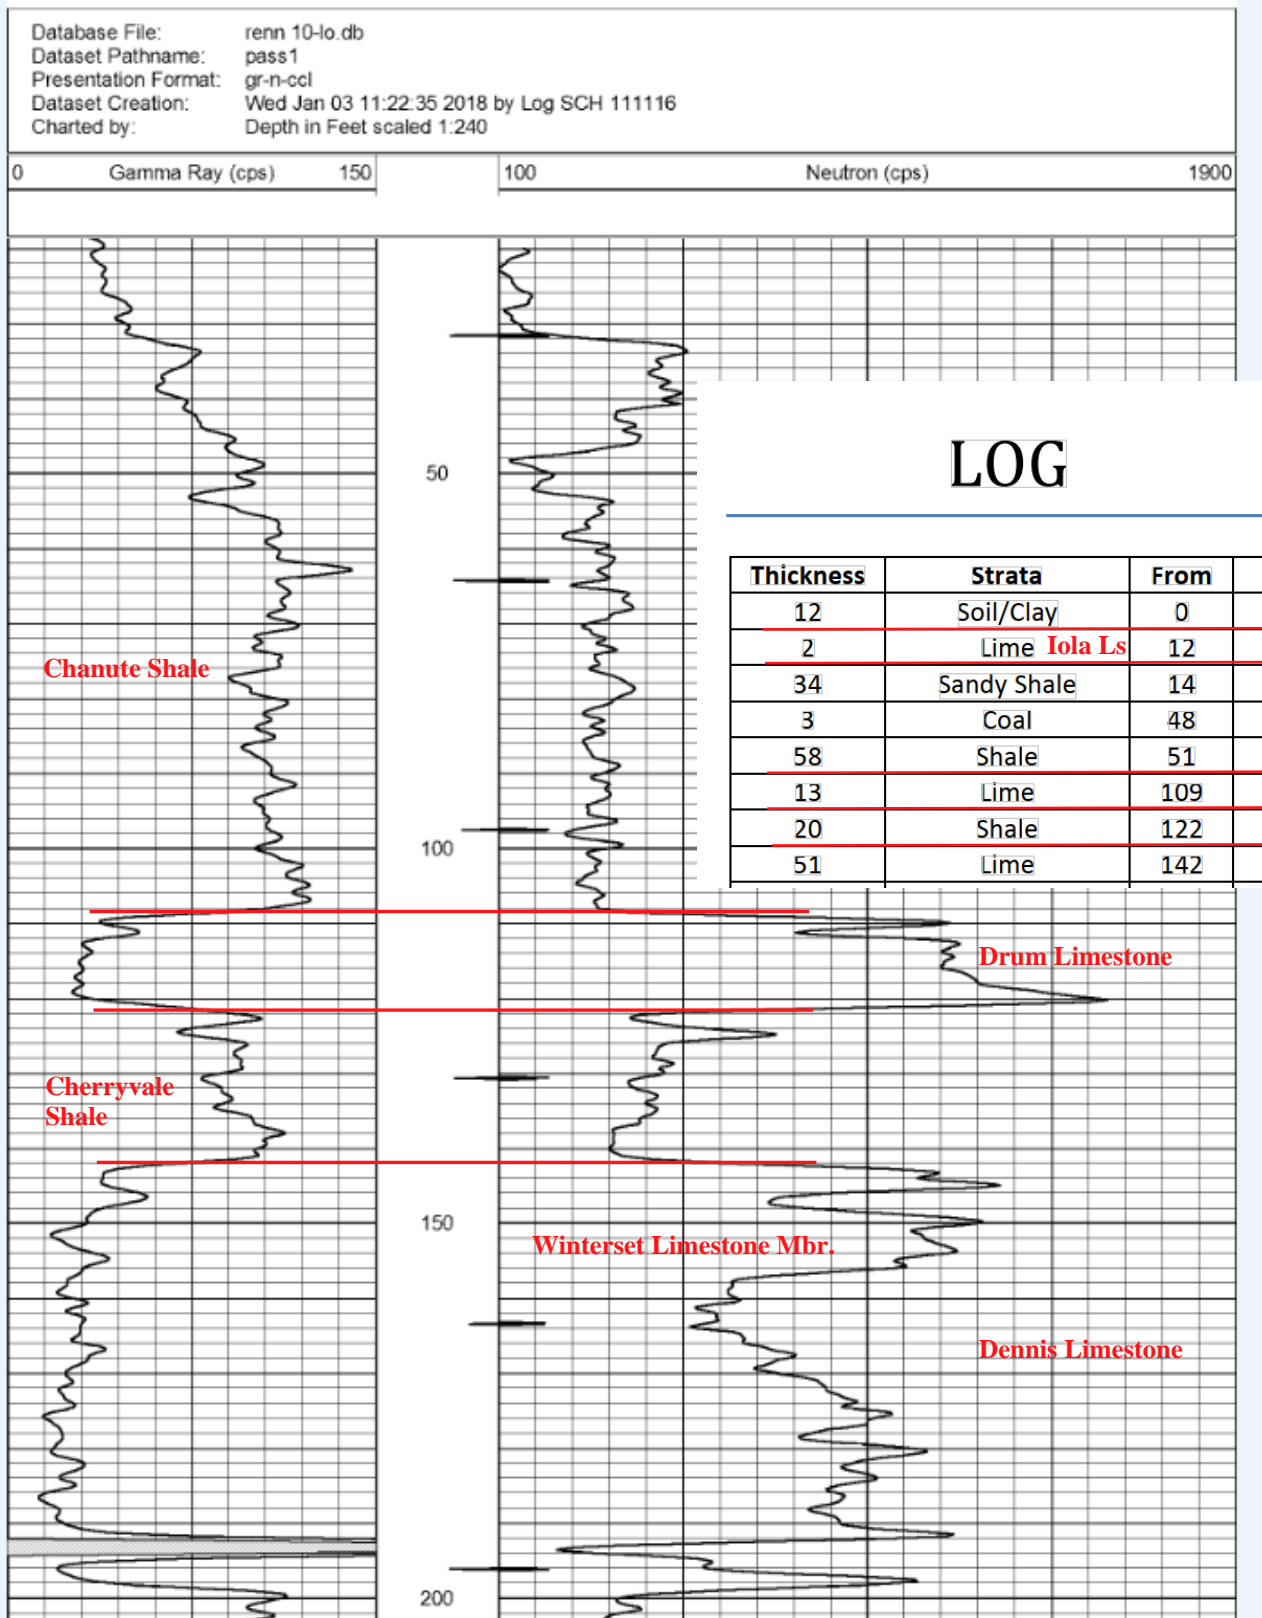 Database File: renn 10-lo.db
Dataset Pathname: pass1
Presentation Format: gr-n-ccl
Dataset Creation: Wed Jan 03 11:22:35 2018 by Log SCH 111116
Charted by: Depth in Feet scaled 1:240
0 Gamma Ray (cps) 150 100 Neutron (cps) 1900
50
LOG
Thickness Strata From
12 Soil/Clay 0
2 Lime Iola Ls 12
34 Sandy Shale 14
3 Coal 48
58 Shale 51
13 Lime 109
20 Shale 122
51 Lime 142
Chanute Shale
100
Drum Limestone
Cherryvale
Shale
150
Winterset Limestone Mbr.
Dennis Limestone
200